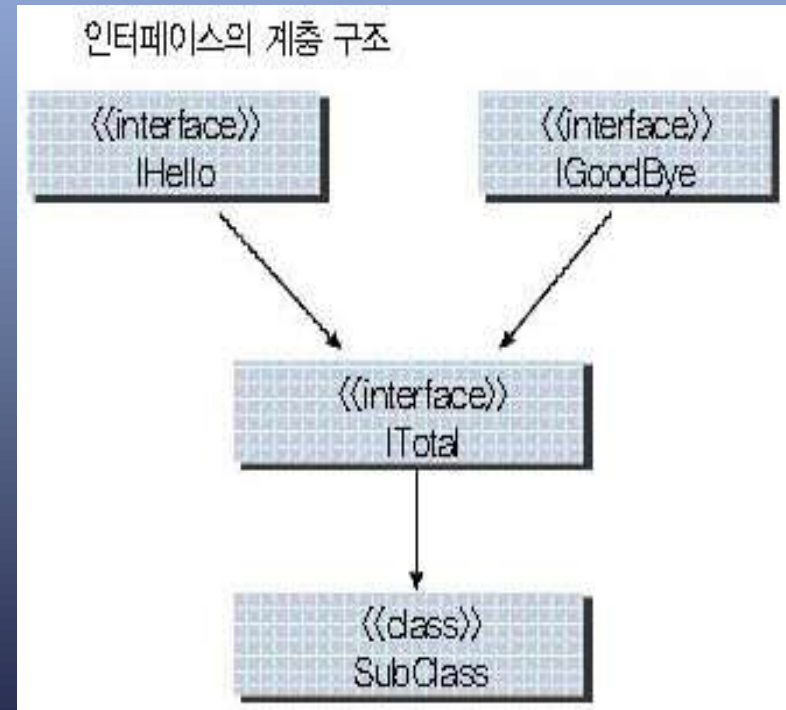 인터페이스의 계층 구조
《interface》
IHello
《interface》
IGoodBye
《interface》
ITotal
《class》
SubClass